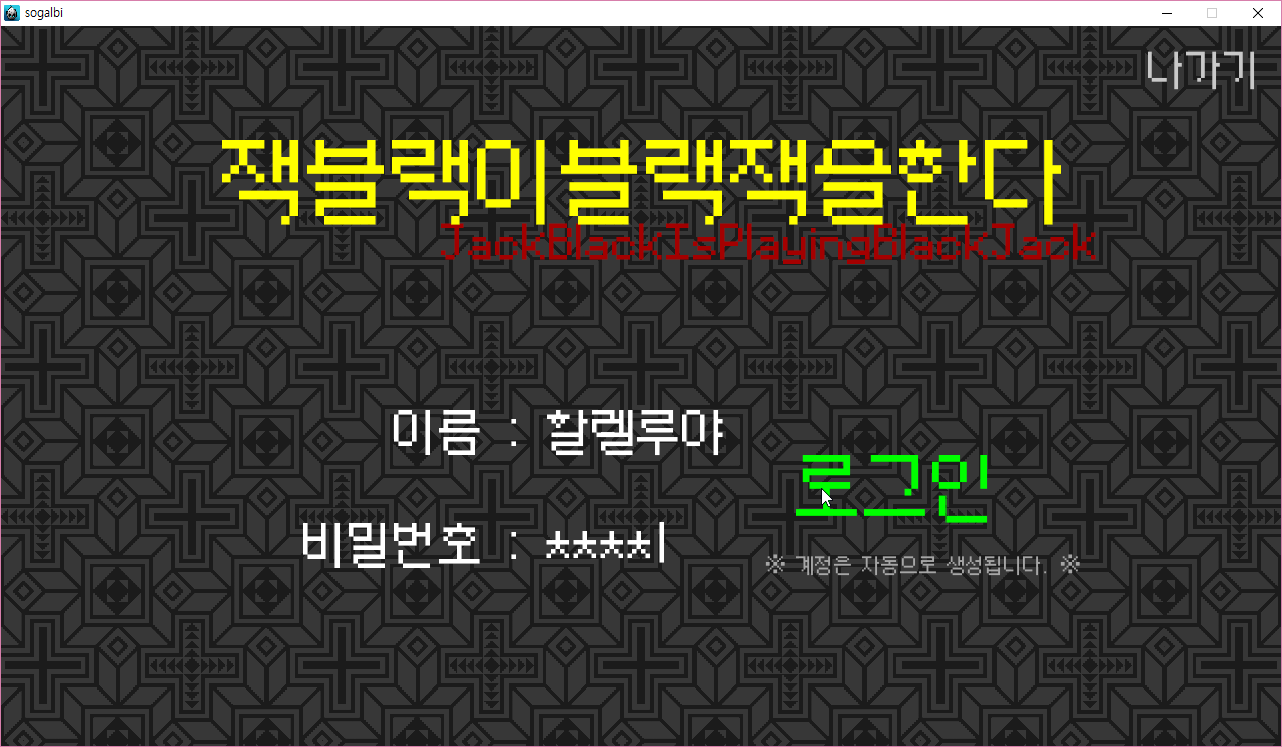 sogalbi
나가기
잭블랙이블랙잭을한다
JackBlackIsPlayingBlackJack
이름 : 할렐루야
로그인
비밀번호 : ****|
※ 계정은 자동으로 생성됩니다. ※